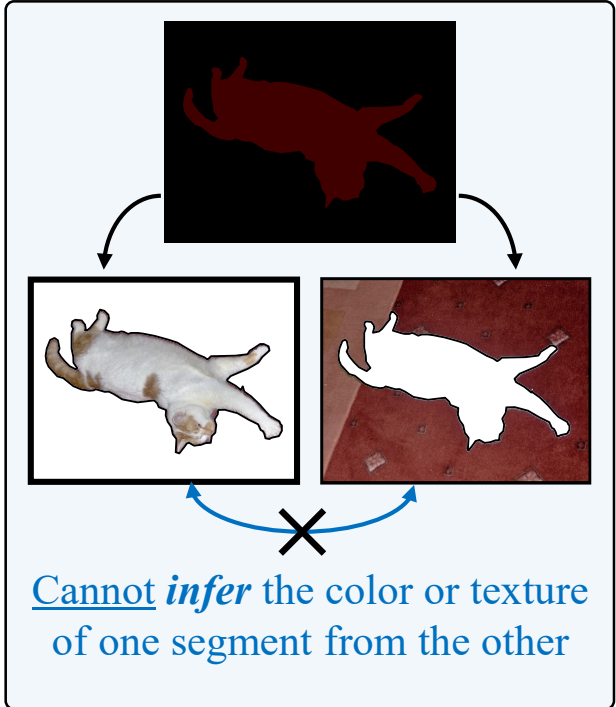 Cannot infer the color or texture
of one segment from the other